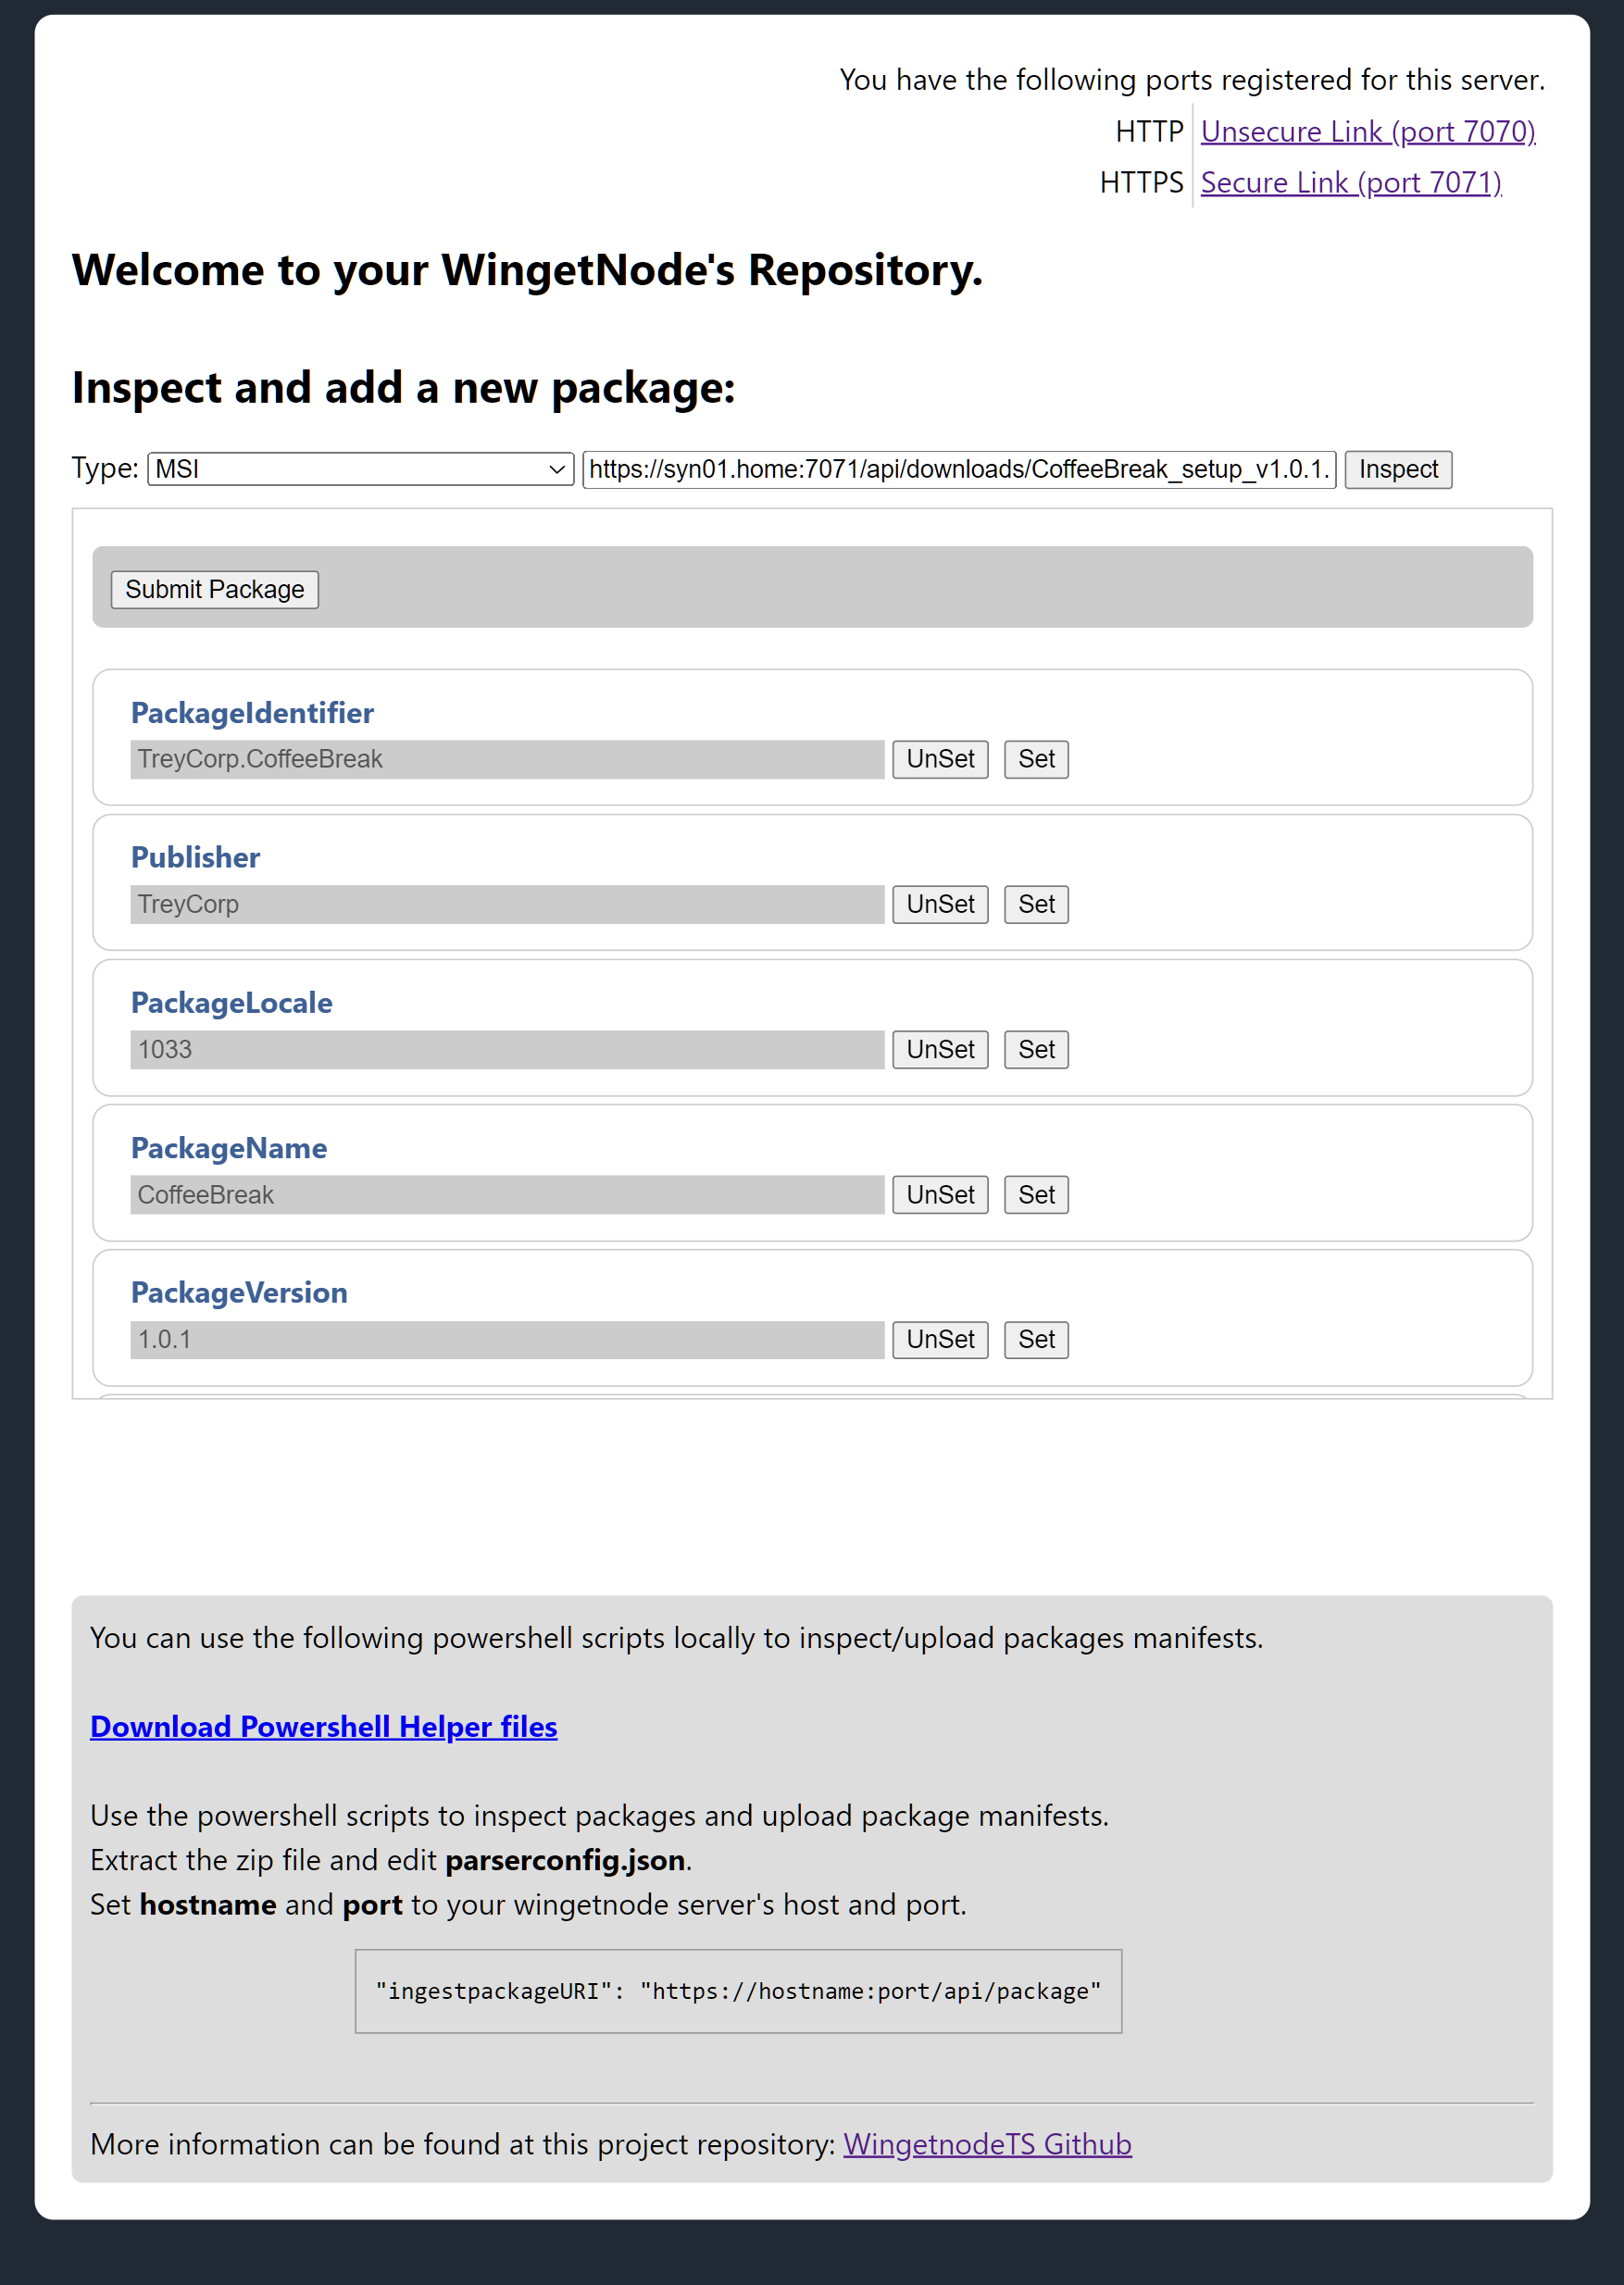 You have the following ports registered for this server.
HTTP Unsecure Link (port 7070)
HTTPS Secure Link (port 7071)
Welcome to your WingetNode's Repository.
Inspect and add a new package:
Type: MSI https://syn01.home:7071/api/downloads/CoffeeBreak_setup_v1.0.1. Inspect
Submit Package
PackageIdentifier
TreyCorp.CoffeeBreak UnSet Set
Publisher
TreyCorp UnSet Set
PackageLocale
1033 UnSet Set
PackageName
CoffeeBreak UnSet Set
PackageVersion
1.0.1 UnSet Set
You can use the following powershell scripts locally to inspect/upload packages manifests.
Download Powershell Helper files
Use the powershell scripts to inspect packages and upload package manifests.
Extract the zip file and edit parserconfig.json.
Set hostname and port to your wingetnode server's host and port.
"ingestpackageURI": "https://hostname:port/api/package"
More information can be found at this project repository: WingetnodeTS Github